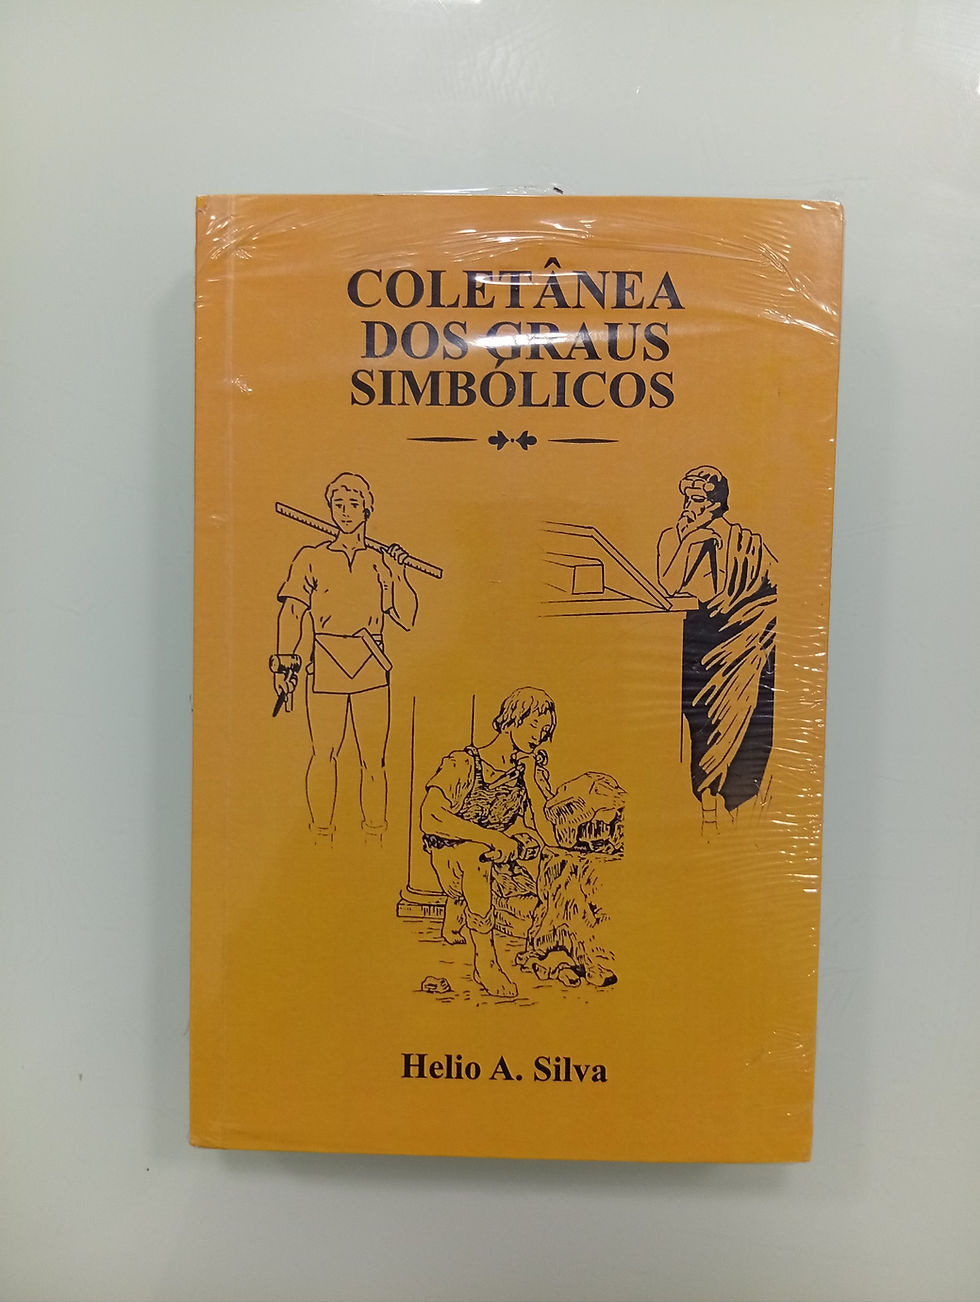 COLETÂNEA
DOS GRAUS
SIMBÓLICOS
Helio A. Silva